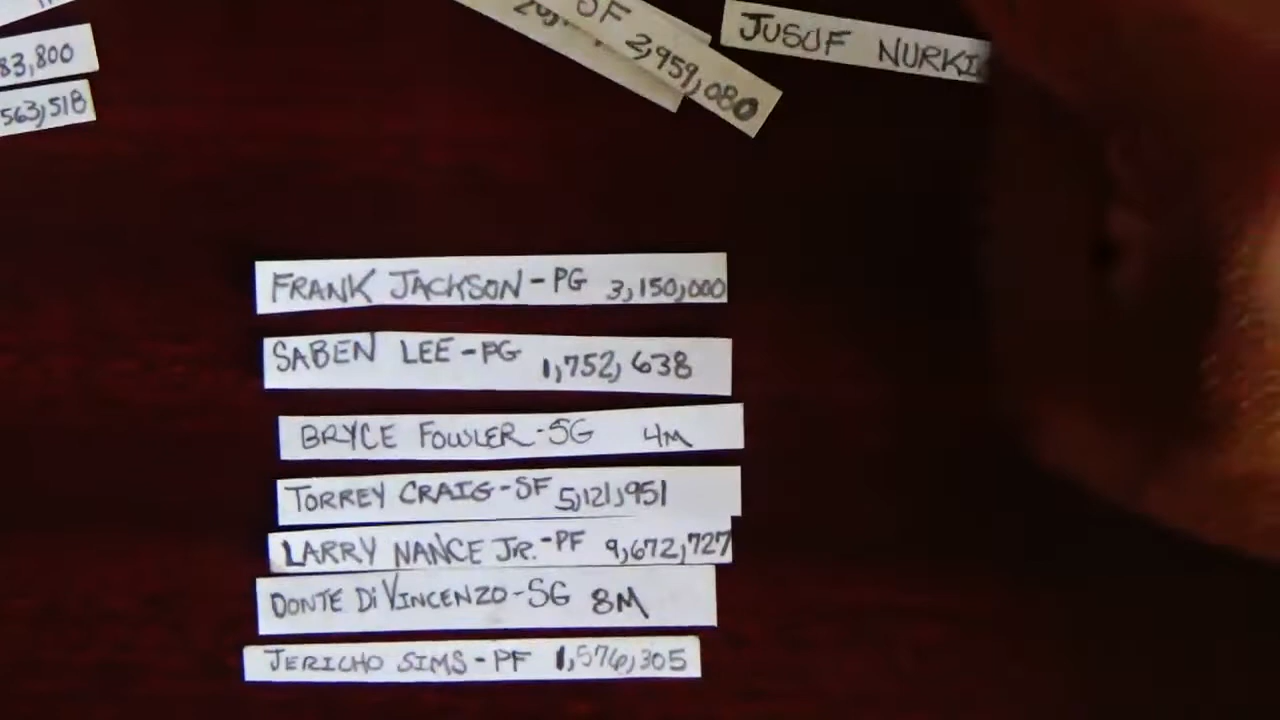 83,800
563,518
SF 2,959,080
JUSUF NURKI
FRANK JACKSON-PG 3,150,000
SABEN LEE-PG 1,752,638
BRYCE FOWLER-SG 4M
TORREY CRAIG-SF 5,121,951
LARRY NANCE JR.-PF 9,672,727
DONTE DiVINCENZO-SG 8M
JERICHO SIMS-PF 1,576,305